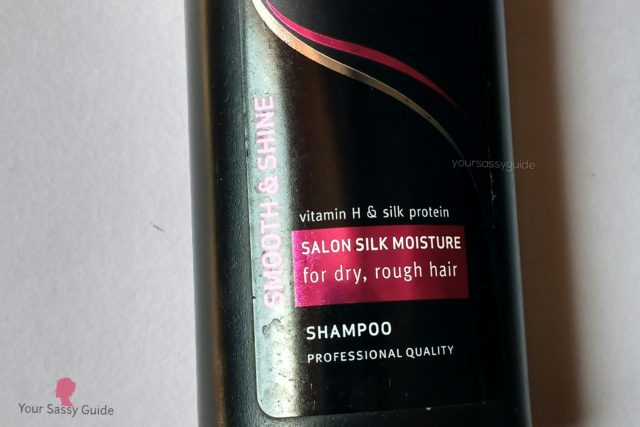 SMOOTH & SHINE
yoursassyguide
vitamin H & silk protein
SALON SILK MOISTURE
for dry, rough hair
SHAMPOO
PROFESSIONAL QUALITY
Your Sassy Guide